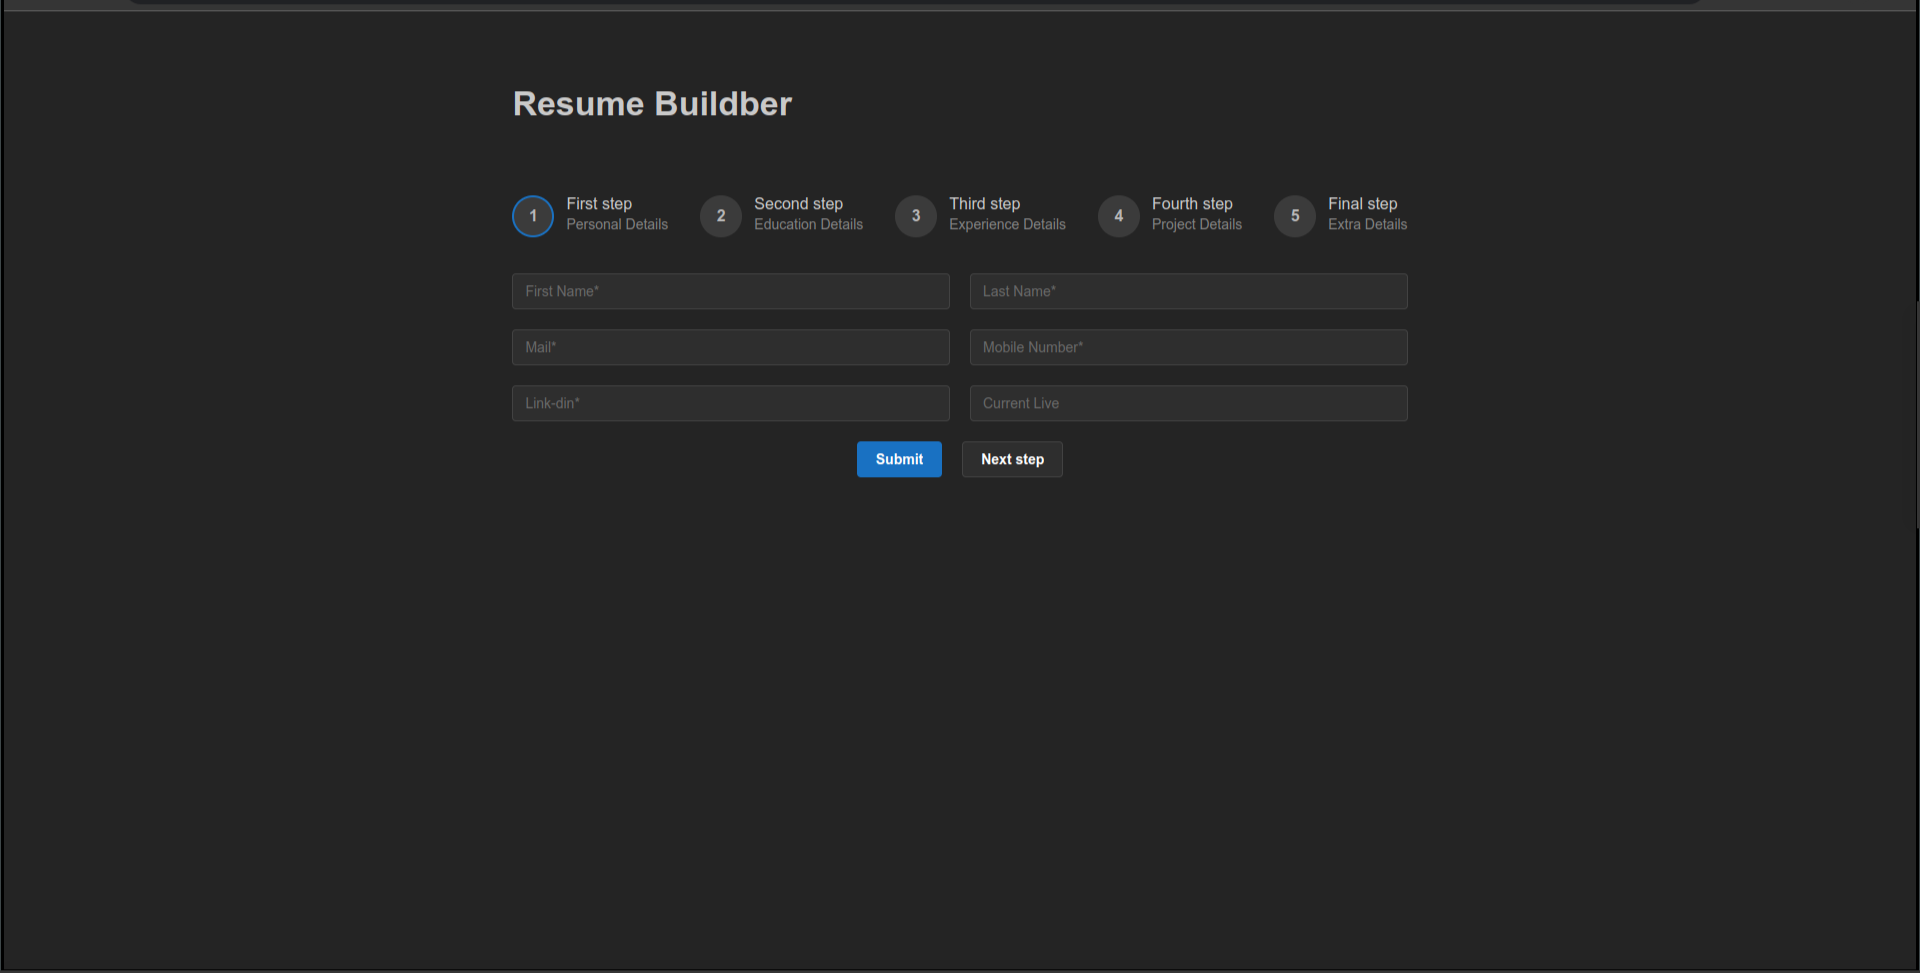 Resume Buildber
1 First step 2 Second step 3 Third step 4 Fourth step 5 Final step
Personal Details Education Details Experience Details Project Details Extra Details
First Name* Last Name*
Mail* Mobile Number*
Link-din* Current Live
Submit Next step